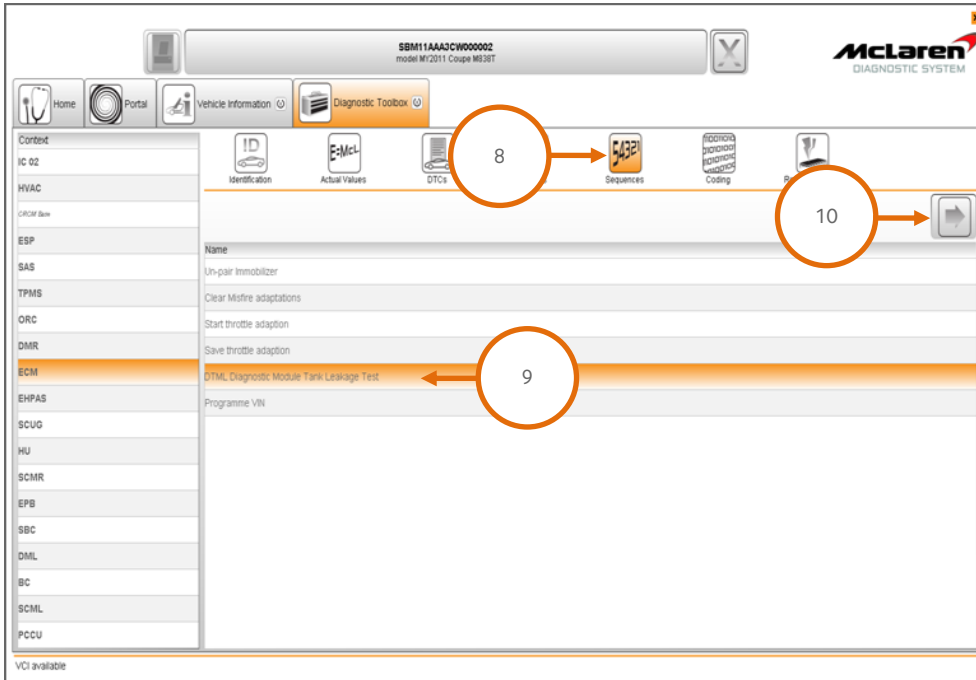 SBM11AAA3CW000002
model MY2011 Coupe M838T
McLaren
DIAGNOSTIC SYSTEM
Home
Portal
Vehicle Information
Diagnostic Toolbox
Context
IC 02
HVAC
ESP
SAS
TPMS
ORC
DMR
ECM
EHPAS
SCUG
HU
SCMR
EPB
SBC
DML
BC
SCML
PCCU
ID
Identification
E=McL
Actual Values
DTCs
8
54321
Sequences
Coding
10
Name
Un-pair Immobilizer
Clear Misfire adaptations
Start throttle adaption
Save throttle adaption
DTML Diagnostic Module Tank Leakage Test
9
Programme VIN
VCI available